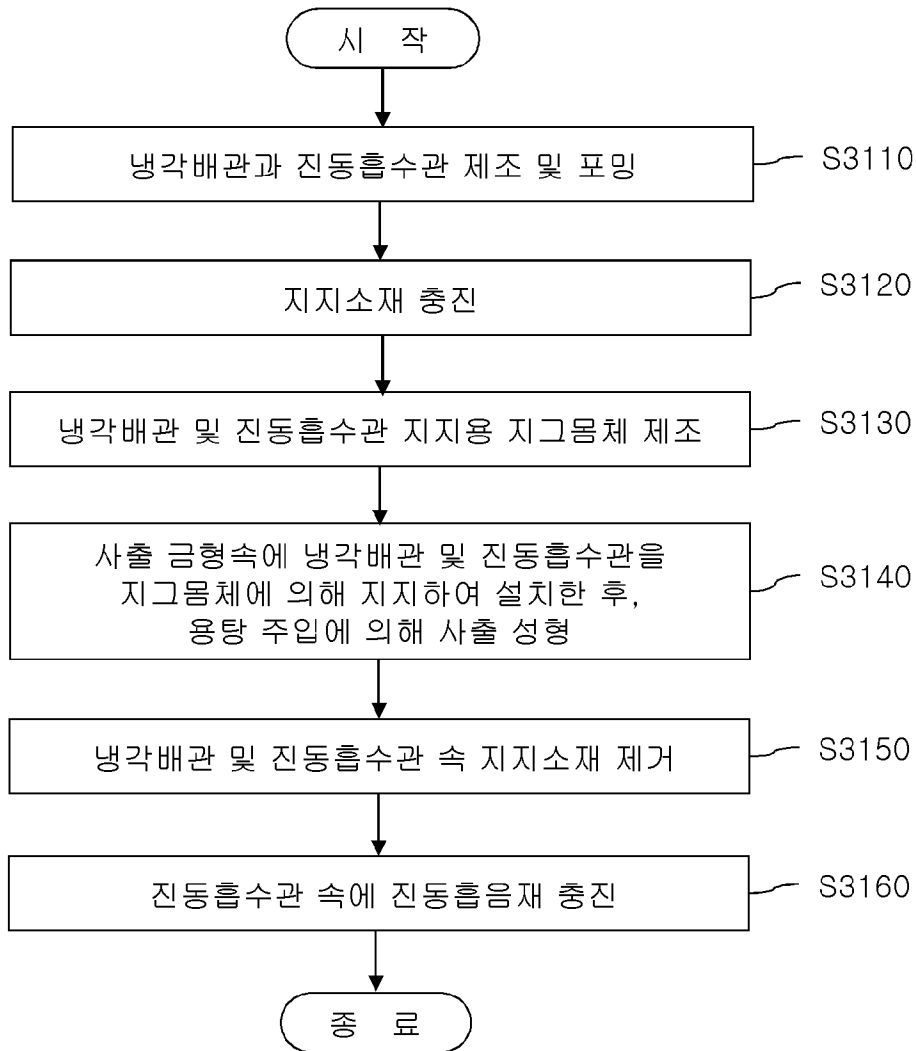 시 작
냉각배관과 진동흡수관 제조 및 포밍
S3110
지지소재 충진
S3120
냉각배관 및 진동흡수관 지지용 지그몸체 제조
S3130
사출 금형속에 냉각배관 및 진동흡수관을
지그몸체에 의해 지지하여 설치한 후,
용탕 주입에 의해 사출 성형
S3140
냉각배관 및 진동흡수관 속 지지소재 제거
S3150
진동흡수관 속에 진동흡음재 충진
S3160
종 료